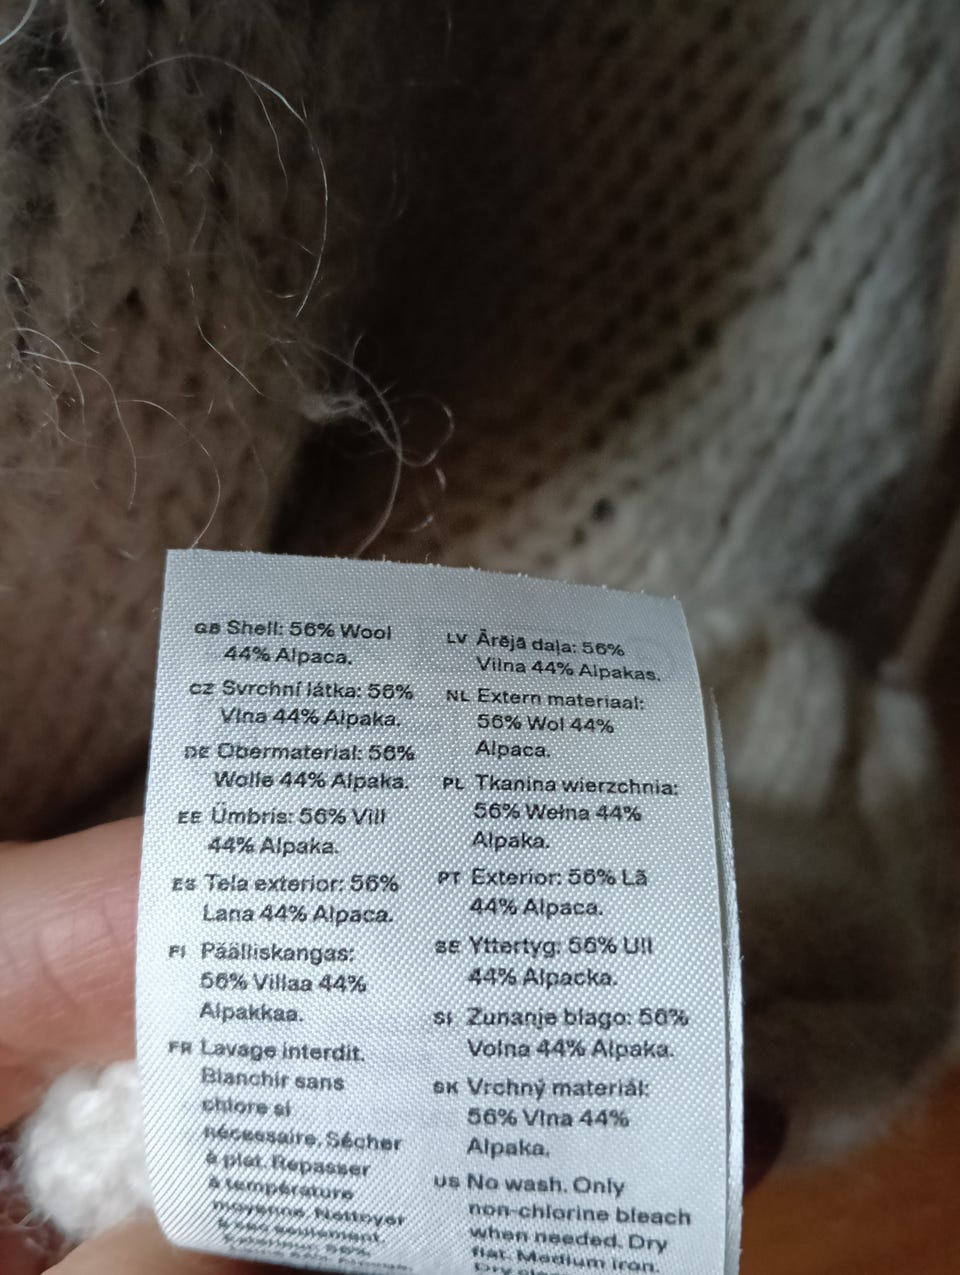 GB Shell: 56% Wool
44% Alpaca.
CZ Svrchní látka: 56%
Vlna 44% Alpaka.
DE Obermaterial: 56%
Wolle 44% Alpaka.
EE Ümbris: 56% Vill
44% Alpaka.
ES Tela exterior: 56%
Lana 44% Alpaca.
FI Päälliskangas:
56% Villaa 44%
Alpakkaa.
FR Lavage interdit.
Blanchir sans
chlore si
nécessaire. Sécher
à plat. Repasser
à température
moyenne. Nettoyer
à sec seulement.
LV Ārējā daļa: 56%
Vilna 44% Alpakas.
NL Extern materiaal:
56% Wol 44%
Alpaca.
PL Tkanina wierzchnia:
56% Wełna 44%
Alpaka.
PT Exterior: 56% Lã
44% Alpaca.
SE Yttertyg: 56% Ull
44% Alpacka.
SI Zunanje blago: 56%
Volna 44% Alpaka.
SK Vrchný materiál:
56% Vlna 44%
Alpaka.
US No wash. Only
non-chlorine bleach
when needed. Dry
flat. Medium iron.
Dry